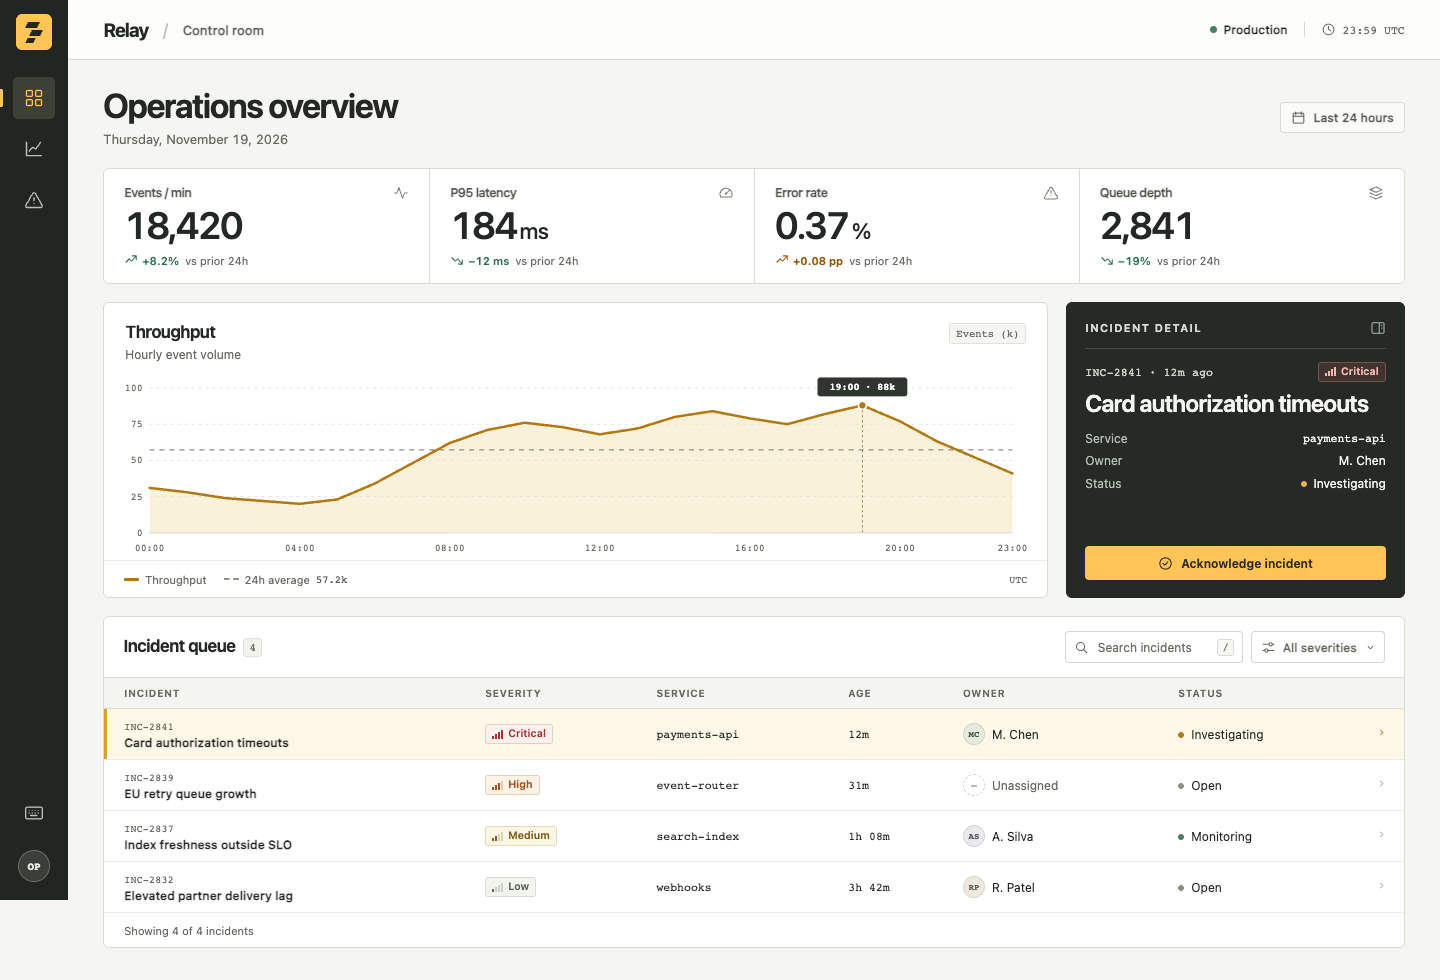 Relay / Control room
Production
23:59 UTC
Operations overview
Thursday, November 19, 2026
Last 24 hours
Events / min
18,420
+8.2% vs prior 24h
P95 latency
184 ms
−12 ms vs prior 24h
Error rate
0.37 %
+0.08 pp vs prior 24h
Queue depth
2,841
−19% vs prior 24h
Throughput
Hourly event volume
Events (k)
100
75
50
25
0
19:00 · 88k
00:00 04:00 08:00 12:00 16:00 20:00 23:00
Throughput 24h average 57.2k UTC
INCIDENT DETAIL
INC-2841 · 12m ago
Critical
Card authorization timeouts
Service payments-api
Owner M. Chen
Status Investigating
Acknowledge incident
Incident queue 4
Search incidents /
All severities
INCIDENT SEVERITY SERVICE AGE OWNER STATUS
INC-2841
Card authorization timeouts
Critical payments-api 12m MC M. Chen Investigating
INC-2839
EU retry queue growth
High event-router 31m – Unassigned Open
INC-2837
Index freshness outside SLO
Medium search-index 1h 08m AS A. Silva Monitoring
INC-2832
Elevated partner delivery lag
Low webhooks 3h 42m RP R. Patel Open
Showing 4 of 4 incidents
OP